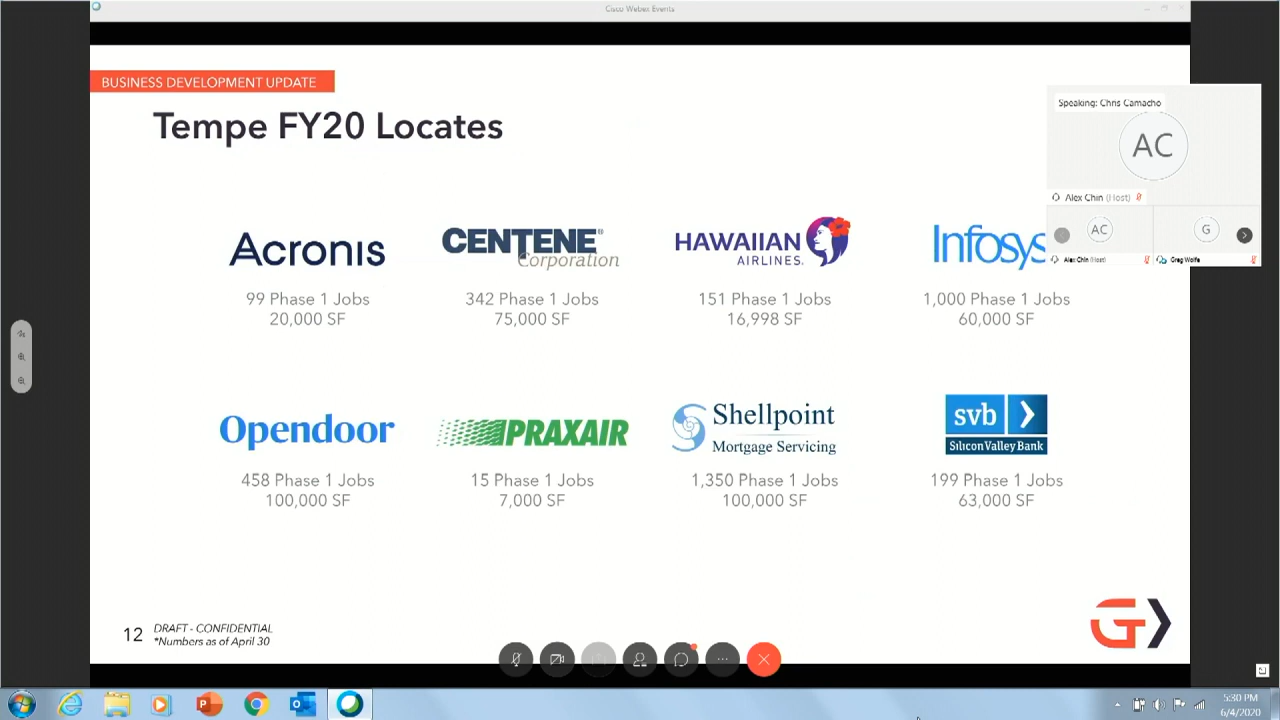 Cisco Webex Events
BUSINESS DEVELOPMENT UPDATE
Tempe FY20 Locates
Speaking: Chris Camacho
AC
Alex Chin (Host)
AC
G
Alex Chin (Host)
Greg Wolfe
Acronis
99 Phase 1 Jobs
20,000 SF
CENTENE®
Corporation
342 Phase 1 Jobs
75,000 SF
HAWAIIAN
AIRLINES.
151 Phase 1 Jobs
16,998 SF
Infosys
1,000 Phase 1 Jobs
60,000 SF
Opendoor
458 Phase 1 Jobs
100,000 SF
PRAXAIR
15 Phase 1 Jobs
7,000 SF
Shellpoint
Mortgage Servicing
1,350 Phase 1 Jobs
100,000 SF
svb
Silicon Valley Bank
199 Phase 1 Jobs
63,000 SF
12
DRAFT - CONFIDENTIAL
*Numbers as of April 30
G
5:30 PM
6/4/2020